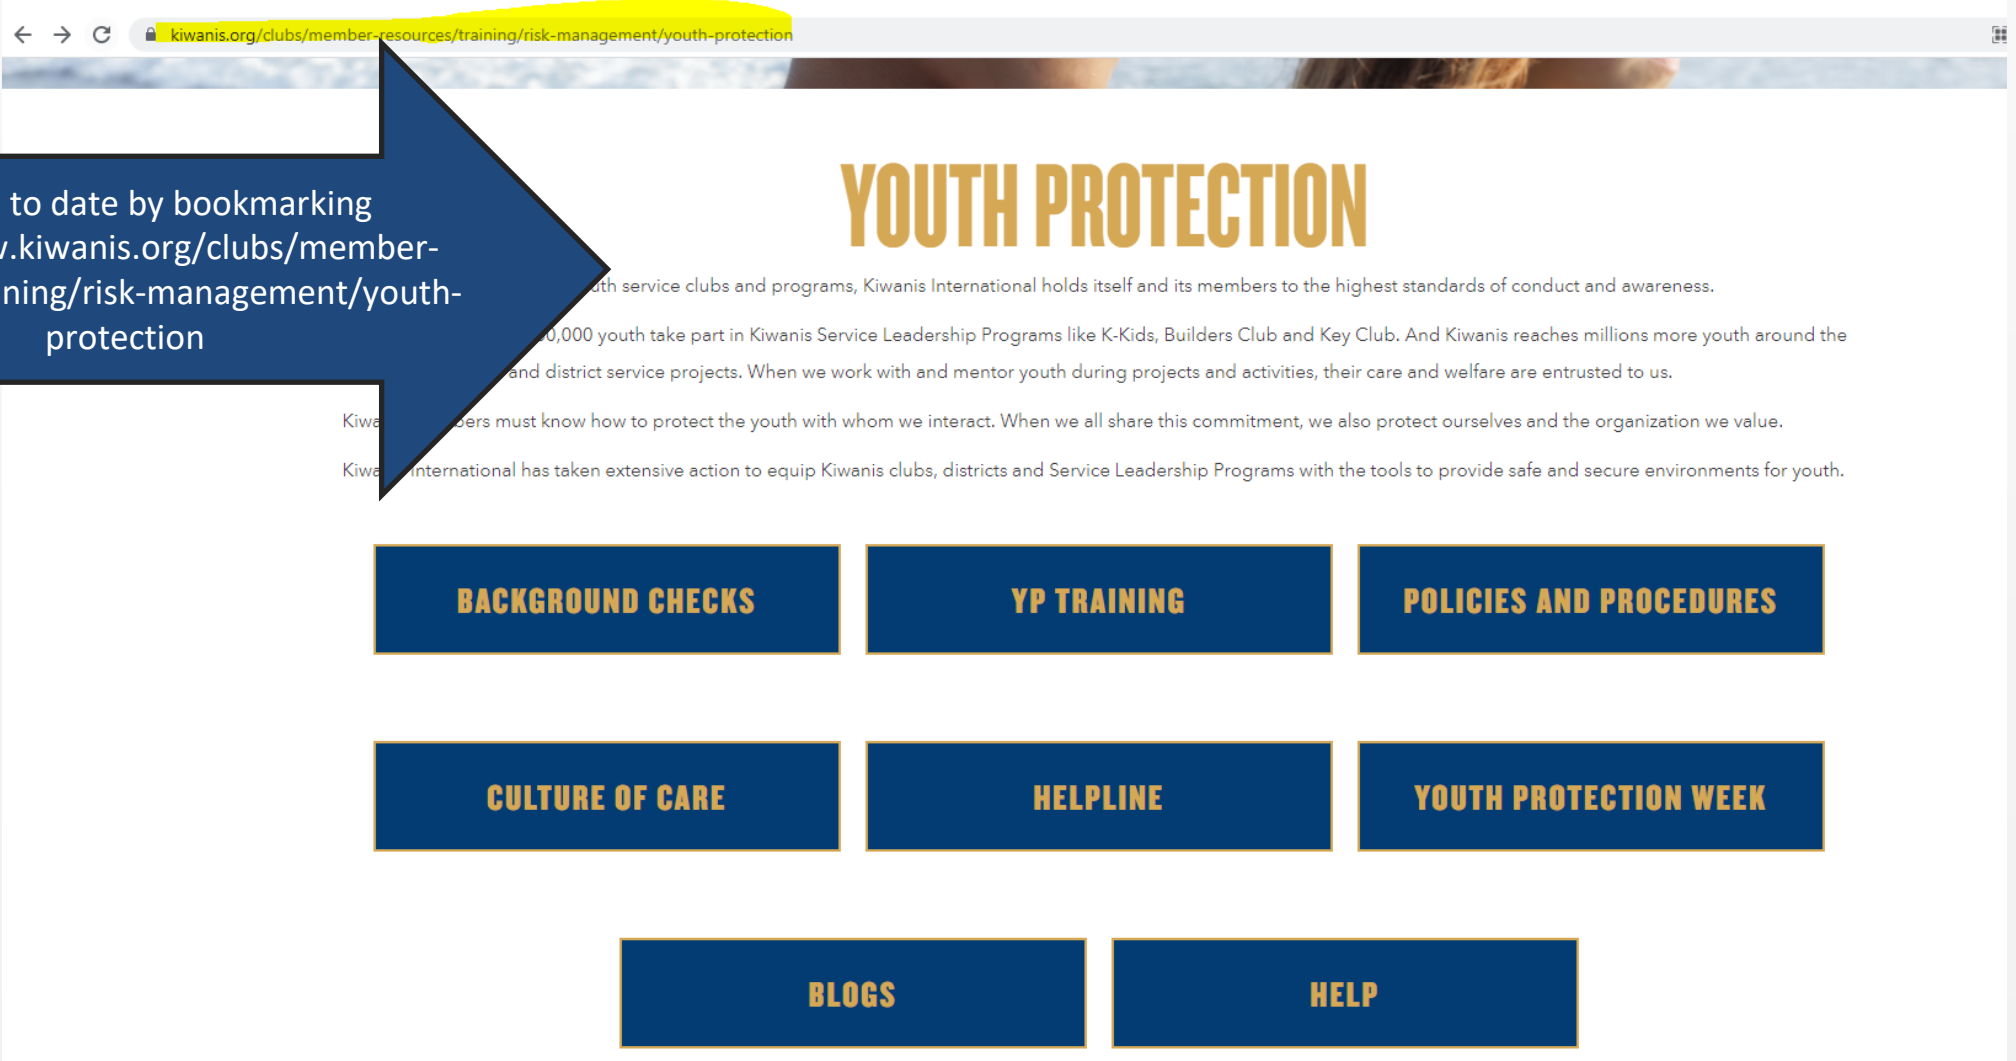 kiwanis.org/clubs/member-resources/training/risk-management/youth-protection
to date by bookmarking
.kiwanis.org/clubs/member-
ning/risk-management/youth-
protection
YOUTH PROTECTION
service clubs and programs, Kiwanis International holds itself and its members to the highest standards of conduct and awareness.
0,000 youth take part in Kiwanis Service Leadership Programs like K-Kids, Builders Club and Key Club. And Kiwanis reaches millions more youth around the
and district service projects. When we work with and mentor youth during projects and activities, their care and welfare are entrusted to us.
Kiwa ers must know how to protect the youth with whom we interact. When we all share this commitment, we also protect ourselves and the organization we value.
Kiwa International has taken extensive action to equip Kiwanis clubs, districts and Service Leadership Programs with the tools to provide safe and secure environments for youth.
BACKGROUND CHECKS
YP TRAINING
POLICIES AND PROCEDURES
CULTURE OF CARE
HELPLINE
YOUTH PROTECTION WEEK
BLOGS
HELP